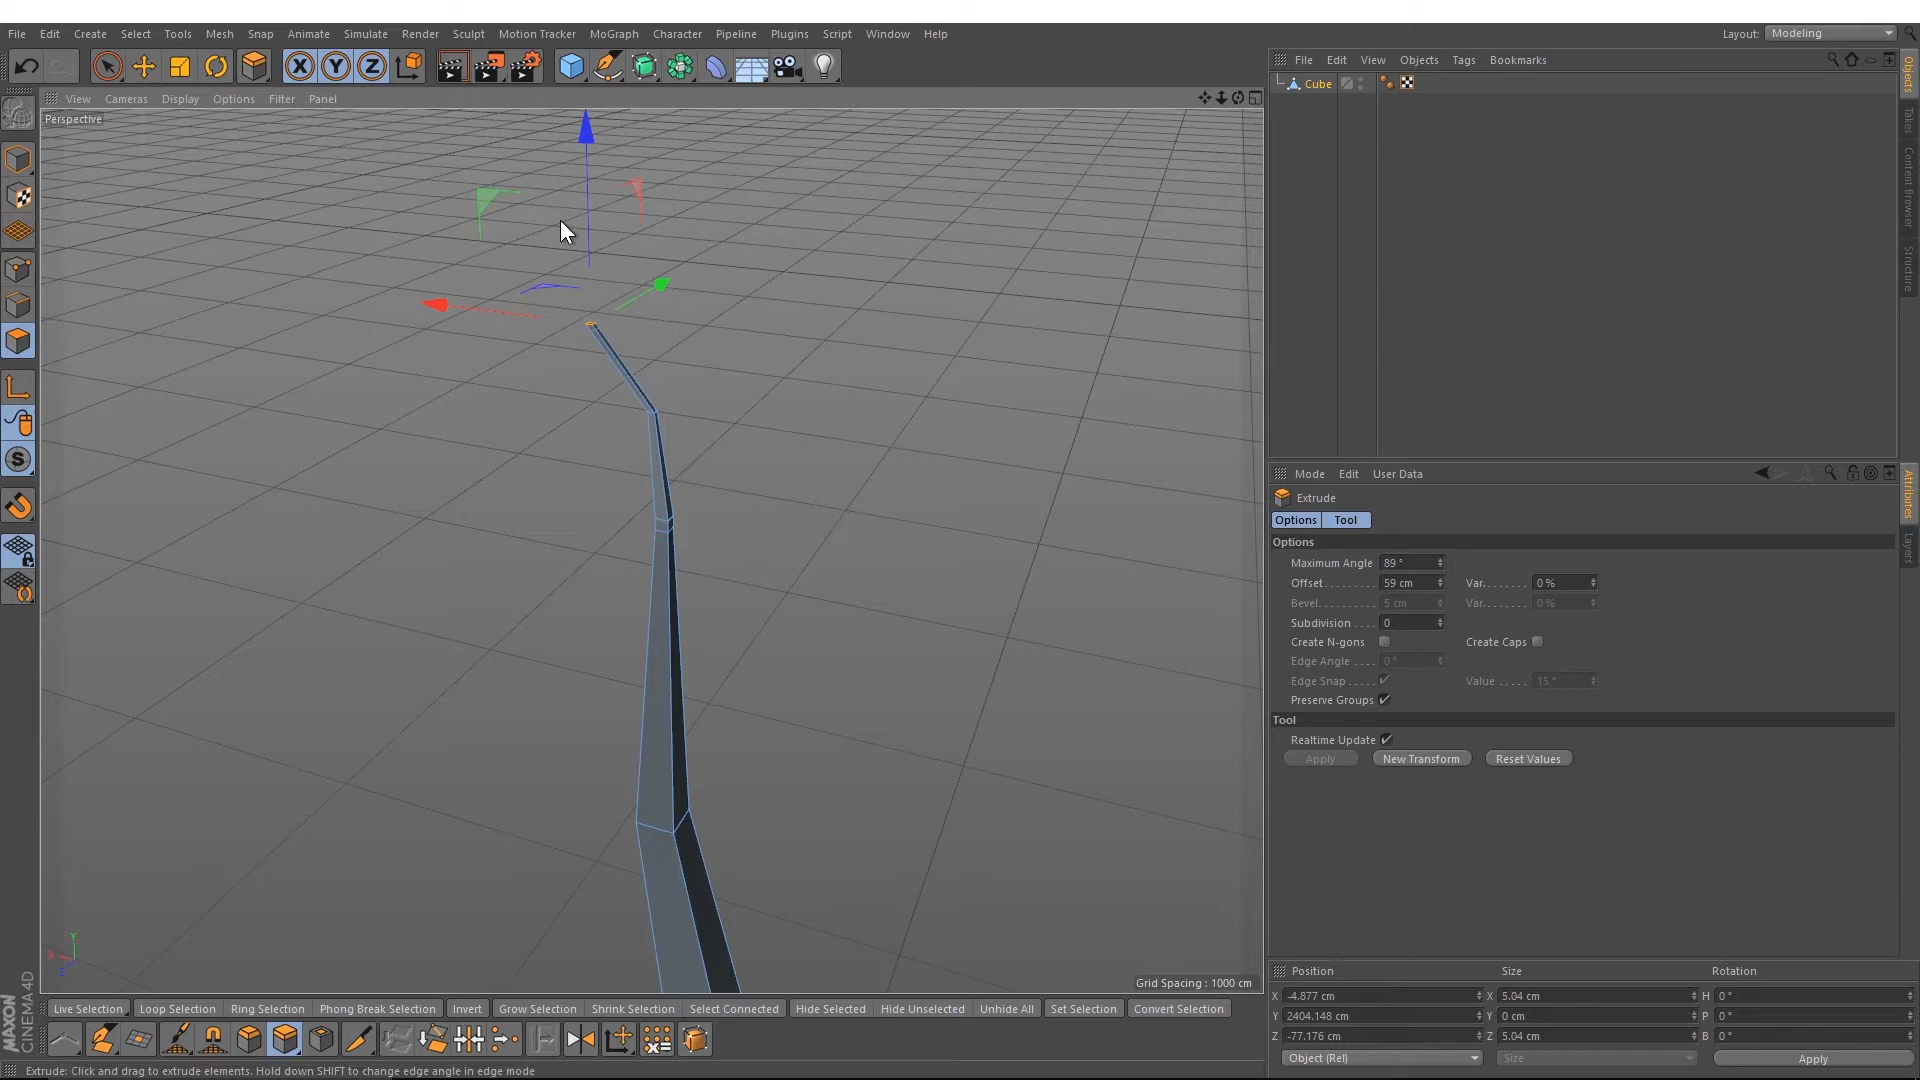 File Edit Create Select Tools Mesh Snap Animate Simulate Render Sculpt Motion Tracker MoGraph Character Pipeline Plugins Script Window Help Layout: Modeling
X Y Z
File Edit View Objects Tags Bookmarks
Cube
View Cameras Display Options Filter Panel
Perspective
Objects
Takes
Content Browser
Structure
S
Mode Edit User Data
Extrude
Options Tool
Options
Maximum Angle 89 °
Offset........ 59 cm Var....... 0 %
Bevel.......... 5 cm Var....... 0 %
Subdivision .... 0
Create N-gons Create Caps
Edge Angle .... 0 °
Edge Snap..... Value ..... 15 °
Preserve Groups
Tool
Realtime Update
Apply New Transform Reset Values
Attributes
Layers
Y
X
Z
Grid Spacing : 1000 cm
Position Size Rotation
X -4.877 cm X 5.04 cm H 0 °
Y 2404.148 cm Y 0 cm P 0 °
Z -77.176 cm Z 5.04 cm B 0 °
Object (Rel) Size Apply
Live Selection Loop Selection Ring Selection Phong Break Selection Invert Grow Selection Shrink Selection Select Connected Hide Selected Hide Unselected Unhide All Set Selection Convert Selection
MAXON
CINEMA 4D
Extrude: Click and drag to extrude elements. Hold down SHIFT to change edge angle in edge mode